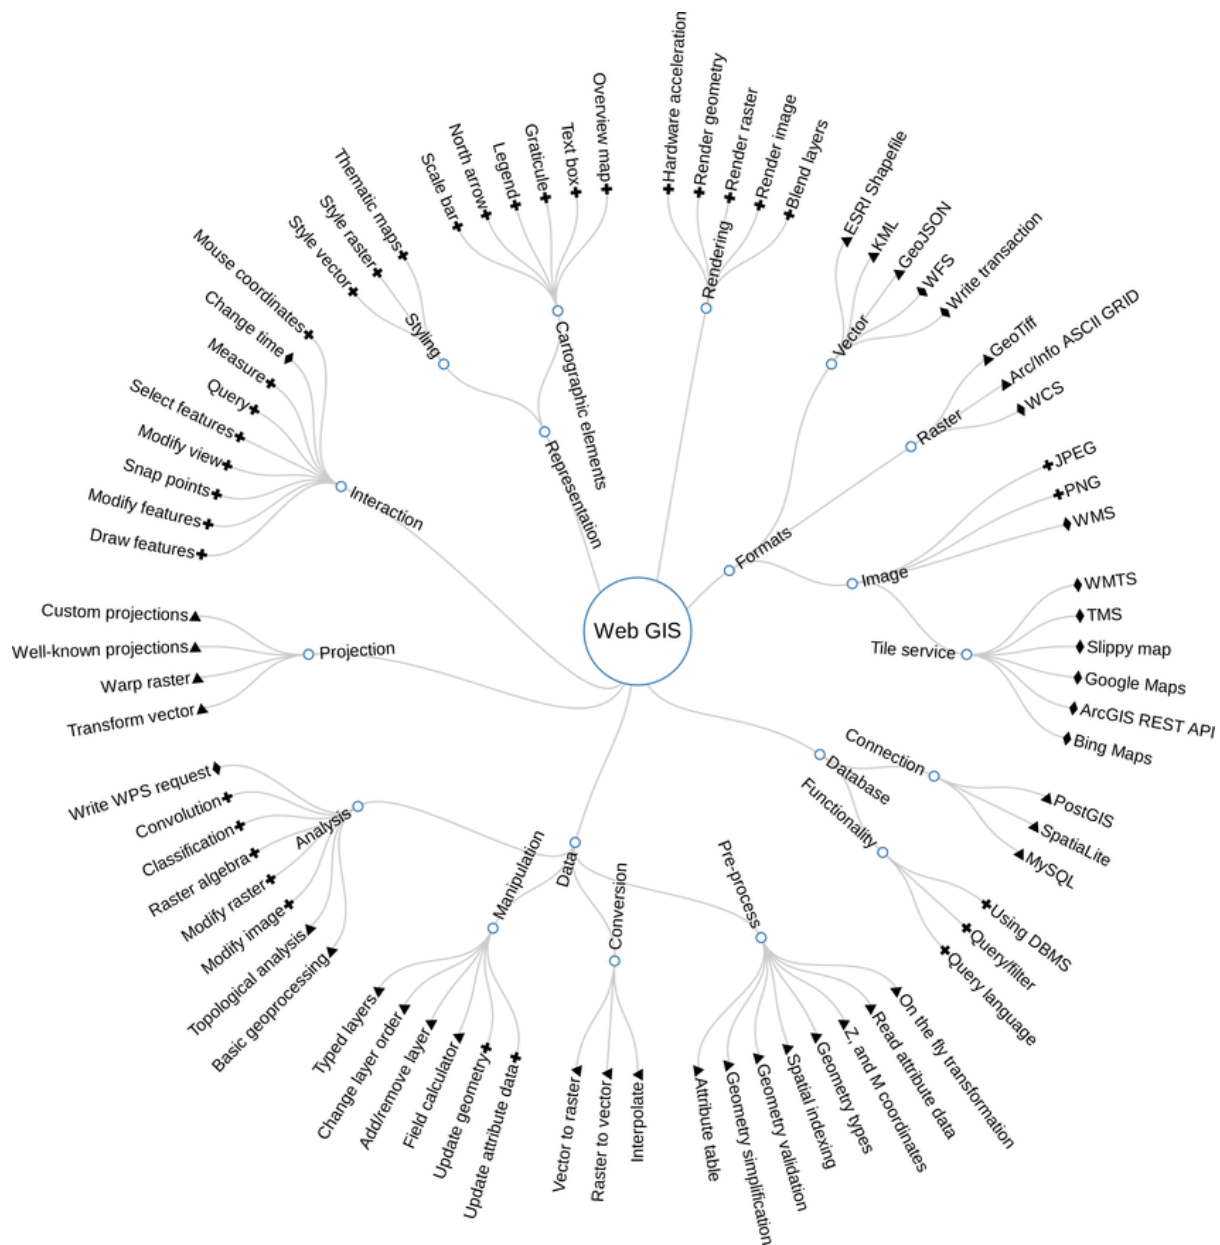 Web GIS
Rendering
Hardware acceleration
Render geometry
Render raster
Render image
Blend layers
Formats
Vector
ESRI Shapefile
KML
GeoJSON
WFS
Write transaction
Raster
GeoTiff
Arc/Info ASCII GRID
WCS
Image
JPEG
PNG
WMS
Tile service
WMTS
TMS
Slippy map
Google Maps
ArcGIS REST API
Bing Maps
Database
Connection
PostGIS
SpatiaLite
MySQL
Functionality
Using DBMS
Query/filter
Query language
Data
Pre-process
On the fly transformation
Read attribute data
Z, and M coordinates
Geometry types
Spatial indexing
Geometry validation
Geometry simplification
Attribute table
Conversion
Interpolate
Raster to vector
Vector to raster
Manipulation
Update attribute data
Update geometry
Field calculator
Add/remove layer
Change layer order
Typed layers
Analysis
Basic geoprocessing
Topological analysis
Modify image
Modify raster
Raster algebra
Classification
Convolution
Write WPS request
Projection
Transform vector
Warp raster
Well-known projections
Custom projections
Interaction
Draw features
Modify features
Snap points
Modify view
Select features
Query
Measure
Change time
Mouse coordinates
Representation
Styling
Style vector
Style raster
Thematic maps
Cartographic elements
Scale bar
North arrow
Legend
Graticule
Text box
Overview map